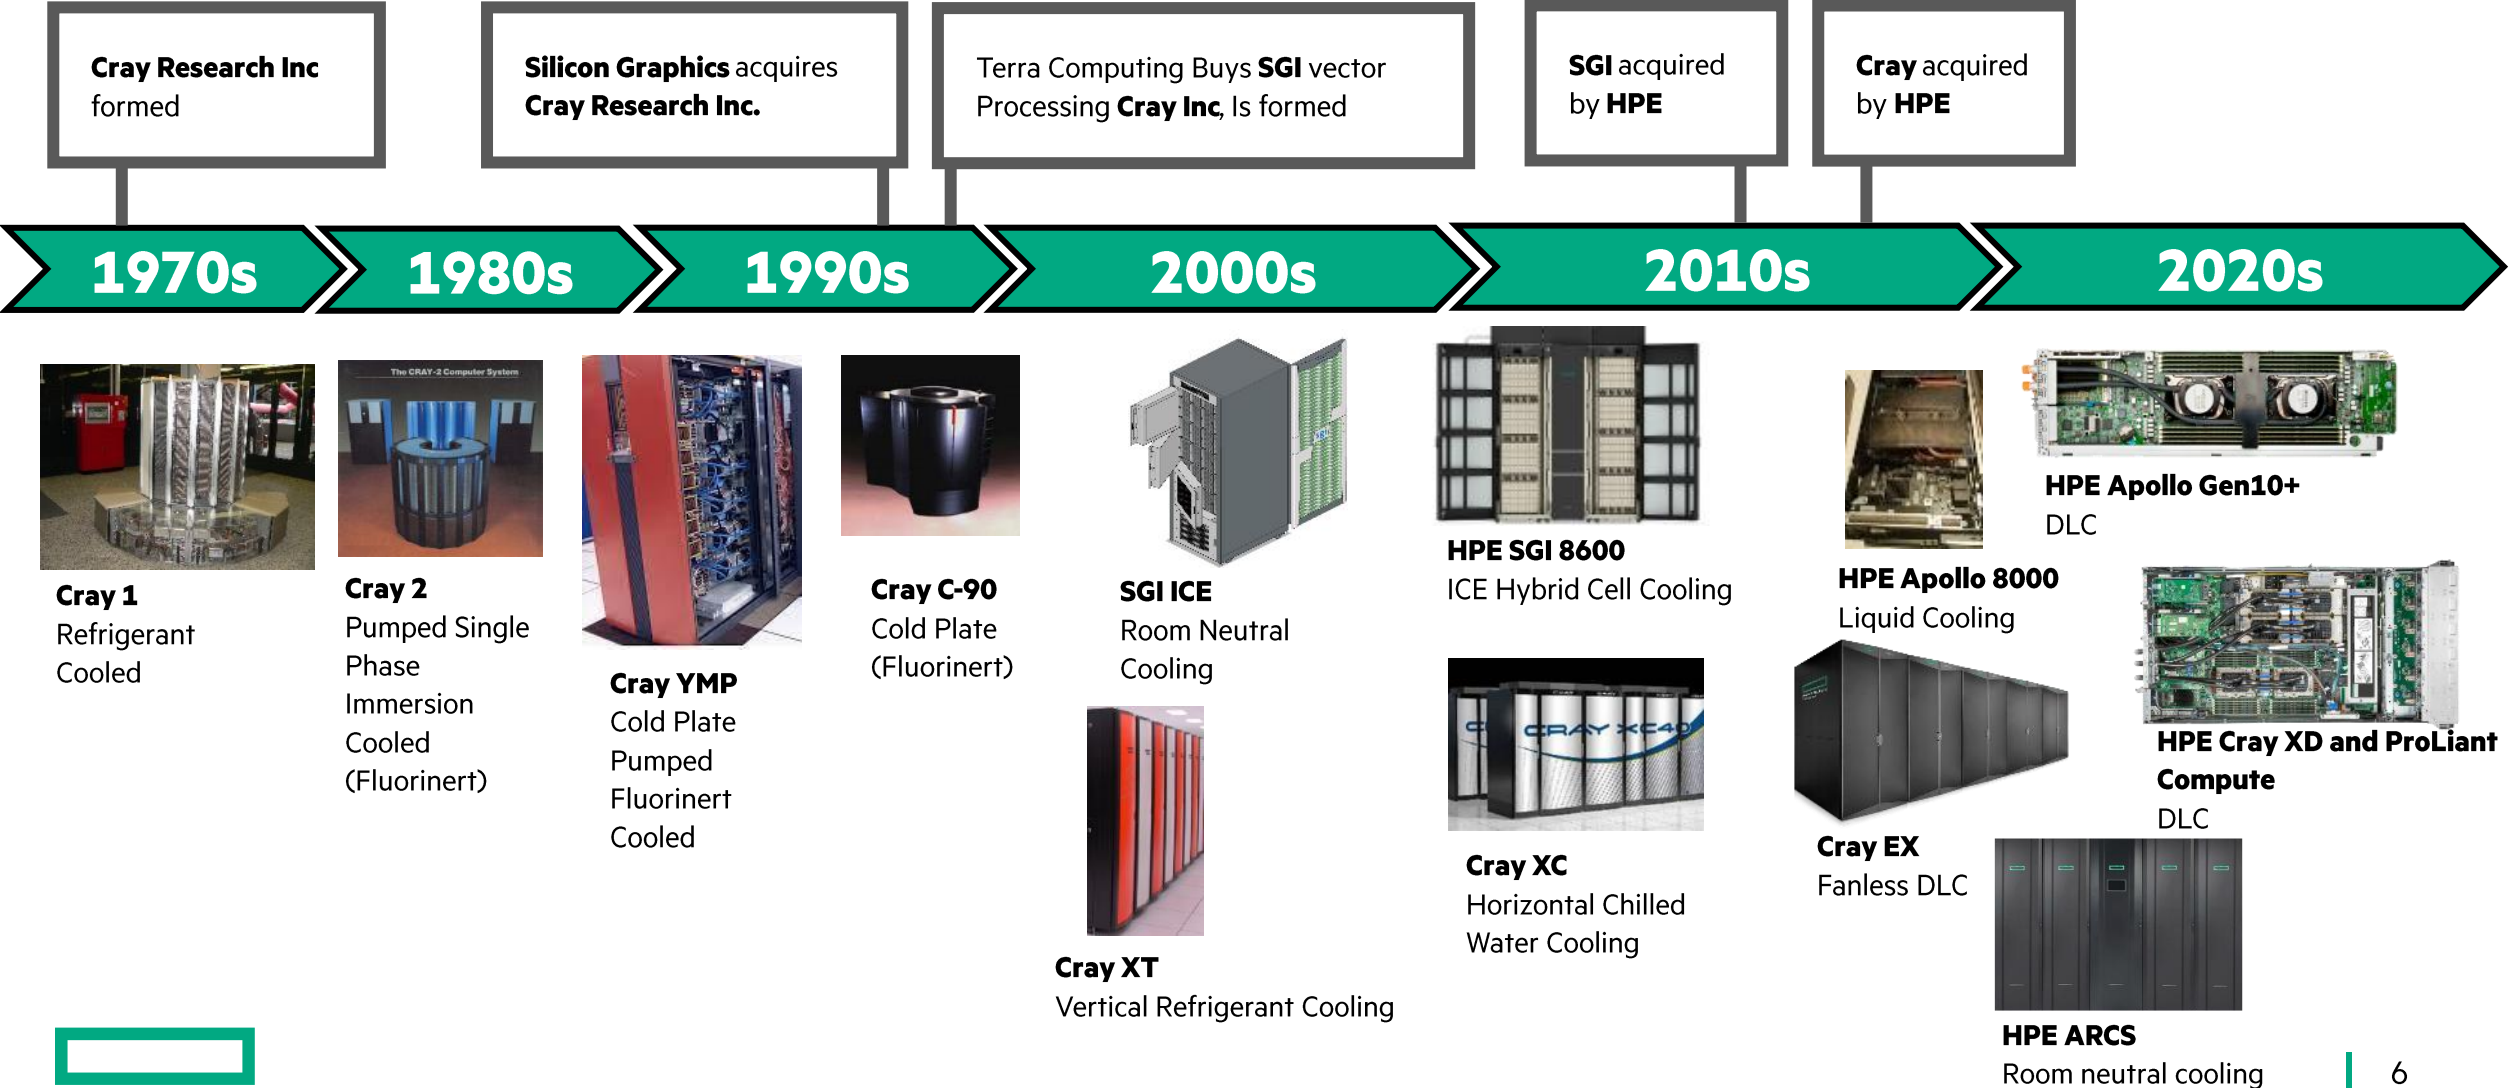 Cray Research Inc
formed
Silicon Graphics acquires
Cray Research Inc.
Terra Computing Buys SGI vector
Processing Cray Inc, Is formed
SGI acquired
by HPE
Cray acquired
by HPE
1970s
1980s
1990s
2000s
2010s
2020s
Cray 1
Refrigerant
Cooled
The CRAY-2 Computer System
Cray 2
Pumped Single
Phase
Immersion
Cooled
(Fluorinert)
Cray YMP
Cold Plate
Pumped
Fluorinert
Cooled
Cray C-90
Cold Plate
(Fluorinert)
sgi
SGI ICE
Room Neutral
Cooling
Cray XT
Vertical Refrigerant Cooling
HPE SGI 8600
ICE Hybrid Cell Cooling
CRAY XC40
Cray XC
Horizontal Chilled
Water Cooling
HPE Apollo 8000
Liquid Cooling
Cray EX
Fanless DLC
HPE Apollo Gen10+
DLC
HPE Cray XD and ProLiant
Compute
DLC
HPE ARCS
Room neutral cooling
6